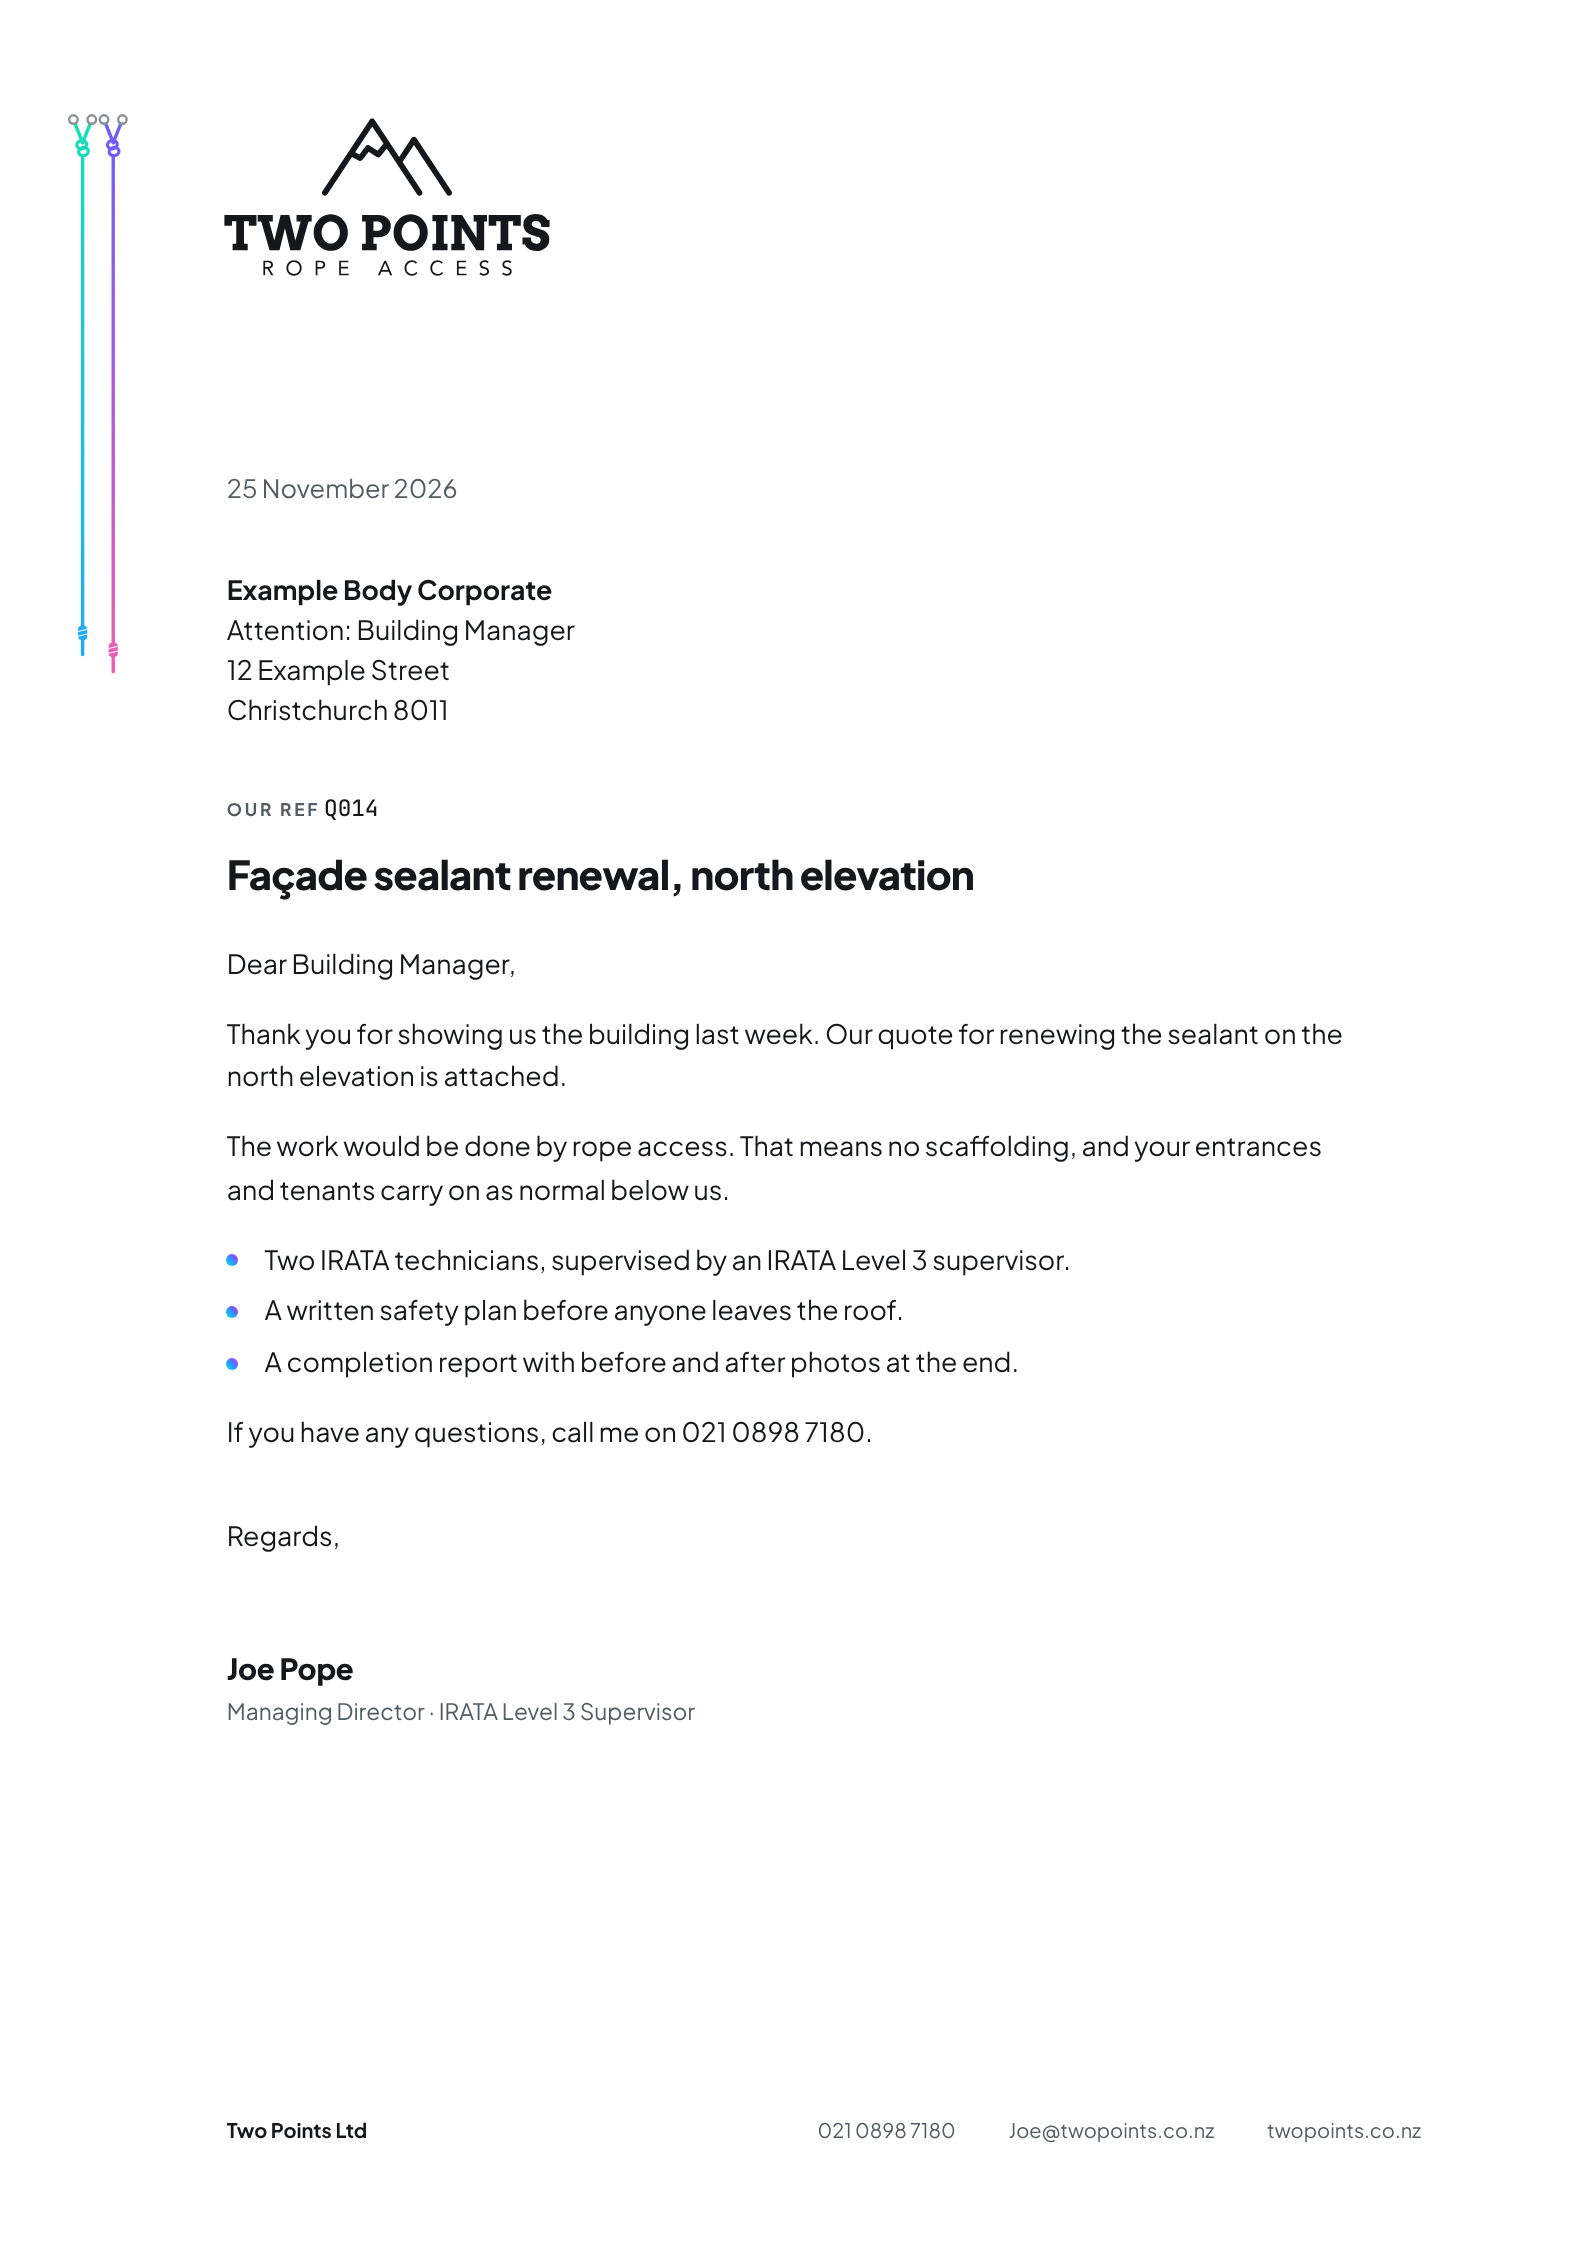 TWO POINTS
ROPE ACCESS
25 November 2026
Example Body Corporate
Attention: Building Manager
12 Example Street
Christchurch 8011
OUR REF Q014
Façade sealant renewal, north elevation
Dear Building Manager,
Thank you for showing us the building last week. Our quote for renewing the sealant on the
north elevation is attached.
The work would be done by rope access. That means no scaffolding, and your entrances
and tenants carry on as normal below us.
Two IRATA technicians, supervised by an IRATA Level 3 supervisor.
A written safety plan before anyone leaves the roof.
A completion report with before and after photos at the end.
If you have any questions, call me on 021 0898 7180.
Regards,
Joe Pope
Managing Director · IRATA Level 3 Supervisor
Two Points Ltd 021 0898 7180 Joe@twopoints.co.nz twopoints.co.nz